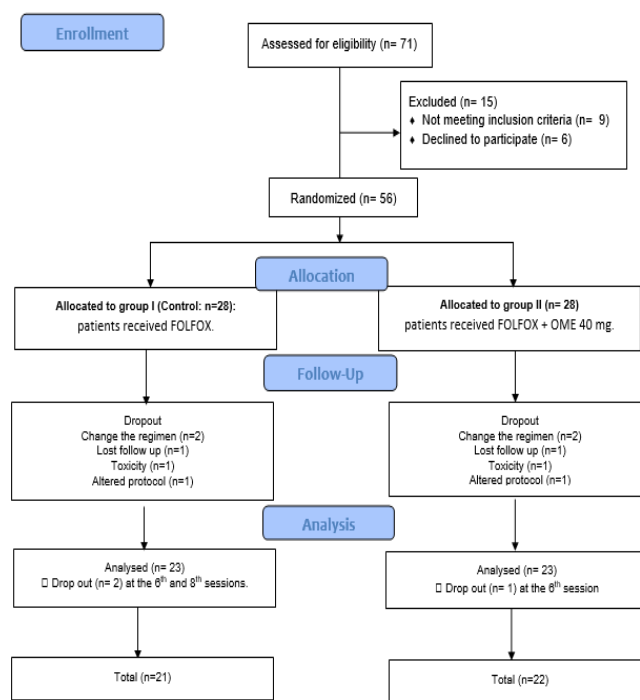 Enrollment
Assessed for eligibility (n= 71)
Excluded (n= 15)
♦ Not meeting inclusion criteria (n= 9)
♦ Declined to participate (n= 6)
Randomized (n= 56)
Allocation
Allocated to group I (Control: n=28):
patients received FOLFOX.
Allocated to group II (n= 28)
patients received FOLFOX + OME 40 mg.
Follow-Up
Dropout
Change the regimen (n=2)
Lost follow up (n=1)
Toxicity (n=1)
Altered protocol (n=1)
Dropout
Change the regimen (n=2)
Lost follow up (n=1)
Toxicity (n=1)
Altered protocol (n=1)
Analysis
Analysed (n= 23)
▯ Drop out (n= 2) at the 6th and 8th sessions.
Analysed (n= 23)
▯ Drop out (n= 1) at the 6th session
Total (n=21)
Total (n=22)